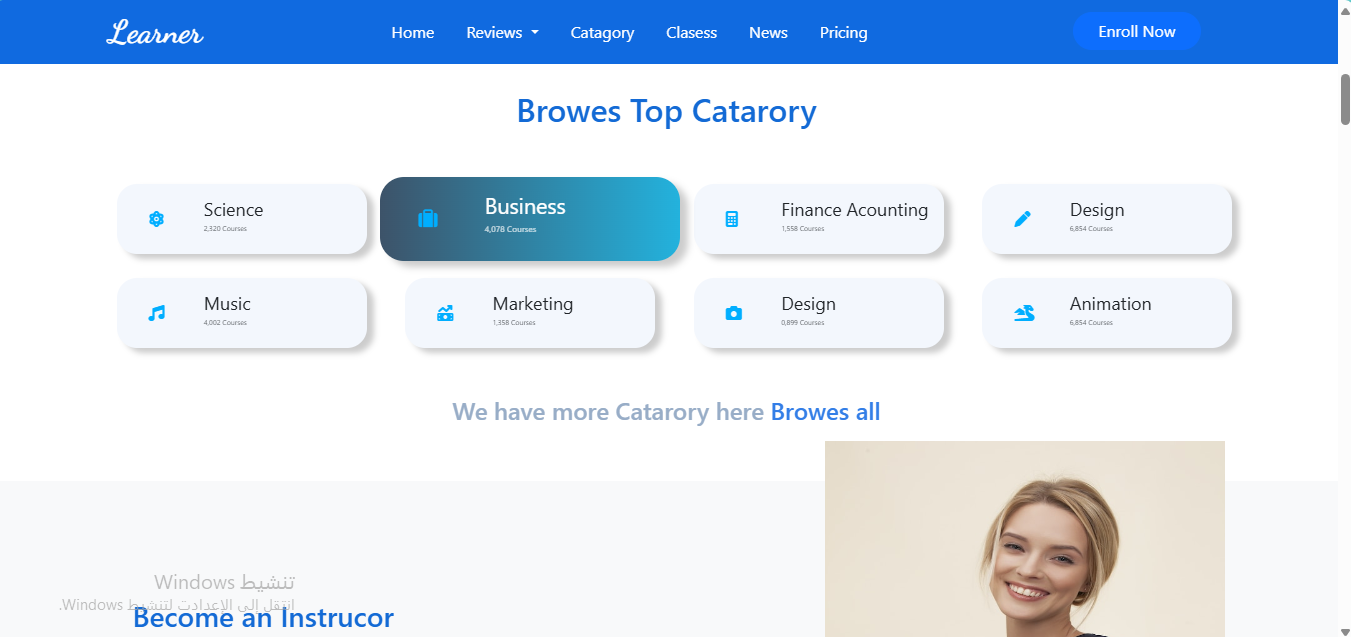 Learner
Home Reviews Catagory Clasess News Pricing Enroll Now
Browes Top Catarory
Science
2,320 Courses
Business
4,078 Courses
Finance Acounting
1,558 Courses
Design
6,854 Courses
Music
4,002 Courses
Marketing
1,358 Courses
Design
0,899 Courses
Animation
6,854 Courses
We have more Catarory here Browes all
تنشيط Windows
انتقل إلى الإعدادت لتنشيط Windows.
Become an Instrucor